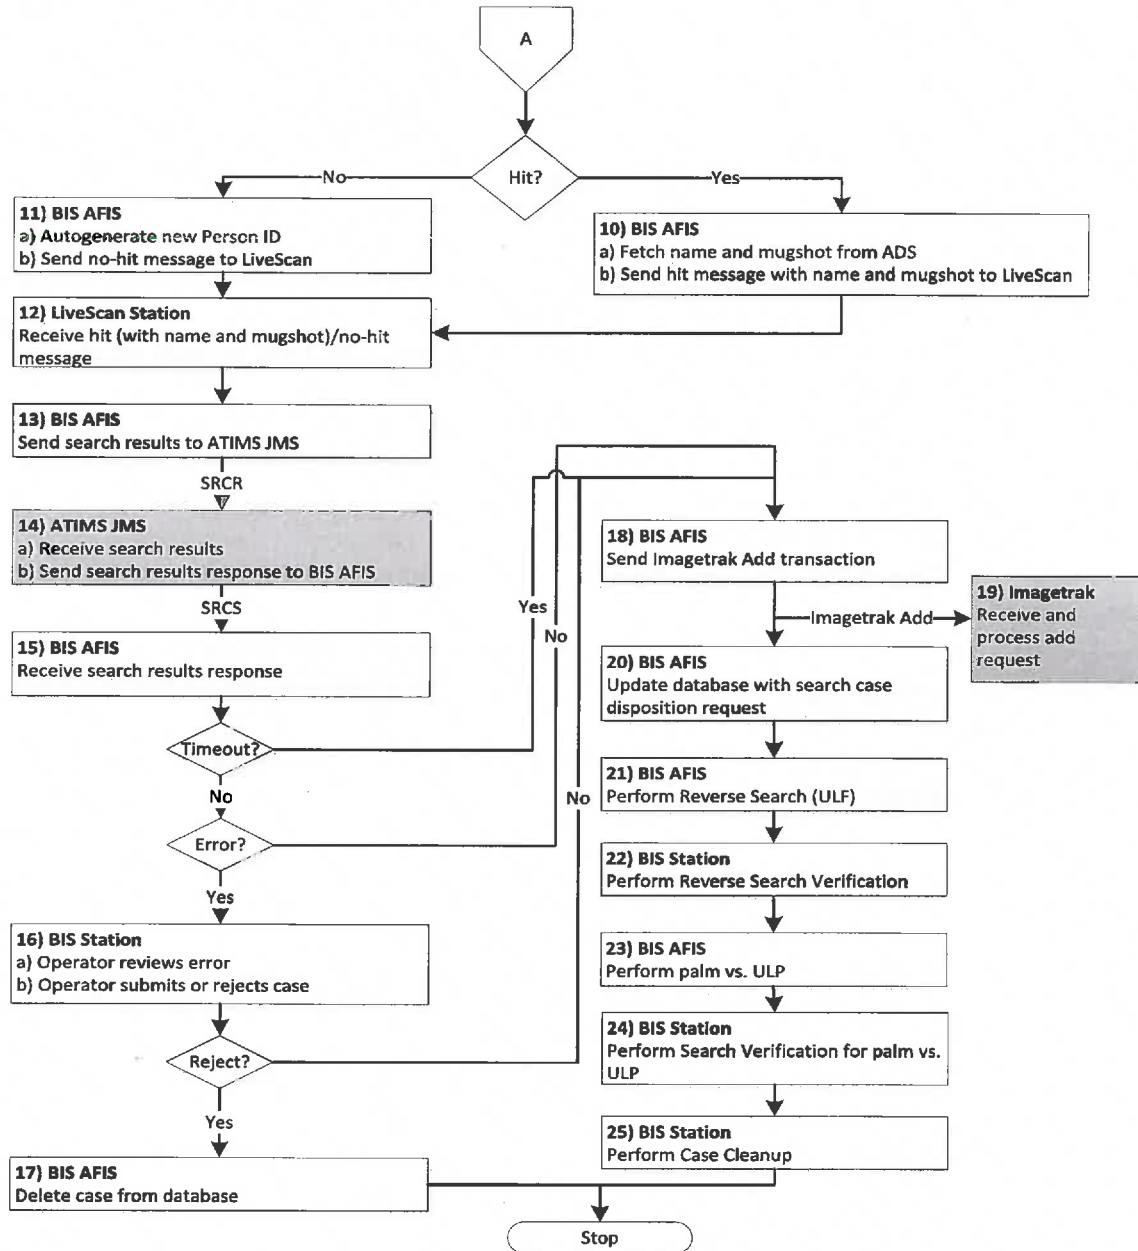 A
Hit?
No
Yes
11) BIS AFIS
a) Autogenerate new Person ID
b) Send no-hit message to LiveScan
10) BIS AFIS
a) Fetch name and mugshot from ADS
b) Send hit message with name and mugshot to LiveScan
12) LiveScan Station
Receive hit (with name and mugshot)/no-hit
message
13) BIS AFIS
Send search results to ATIMS JMS
SRCR
14) ATIMS JMS
a) Receive search results
b) Send search results response to BIS AFIS
SRCS
15) BIS AFIS
Receive search results response
Timeout?
Yes
No
Error?
No
Yes
16) BIS Station
a) Operator reviews error
b) Operator submits or rejects case
Reject?
No
Yes
17) BIS AFIS
Delete case from database
18) BIS AFIS
Send Imagetrak Add transaction
Imagetrak Add
19) Imagetrak
Receive and
process add
request
20) BIS AFIS
Update database with search case
disposition request
21) BIS AFIS
Perform Reverse Search (ULF)
22) BIS Station
Perform Reverse Search Verification
23) BIS AFIS
Perform palm vs. ULP
24) BIS Station
Perform Search Verification for palm vs.
ULP
25) BIS Station
Perform Case Cleanup
Stop